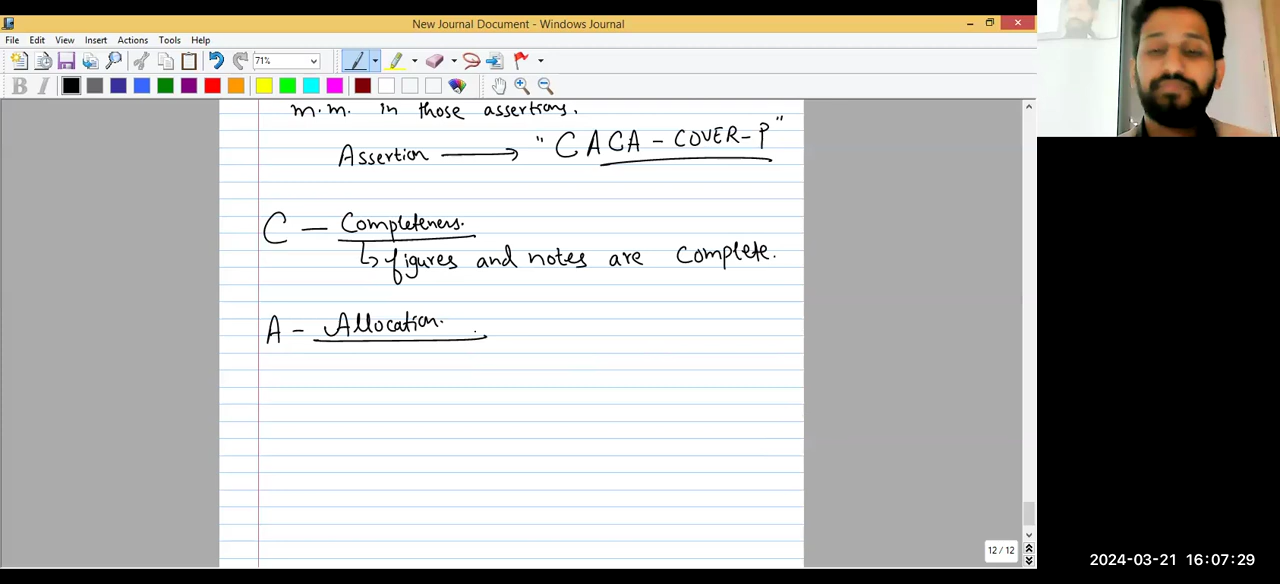 New Journal Document - Windows Journal
File Edit View Insert Actions Tools Help
71%
m.m. in those assertions.
Assertion → "CACA - COVER - P"
C - Completeness.
↳ figures and notes are complete.
A - Allocation.
12 / 12
2024-03-21 16:07:29